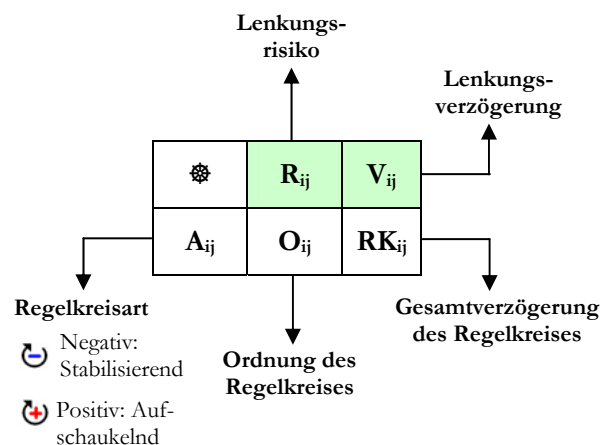 Lenkungs-
risiko
Lenkungs-
verzögerung
☸ Rij Vij
Aij Oij RKij
Regelkreisart
Negativ:
Stabilisierend
Positiv: Auf-
schaukelnd
Ordnung des
Regelkreises
Gesamtverzögerung
des Regelkreises